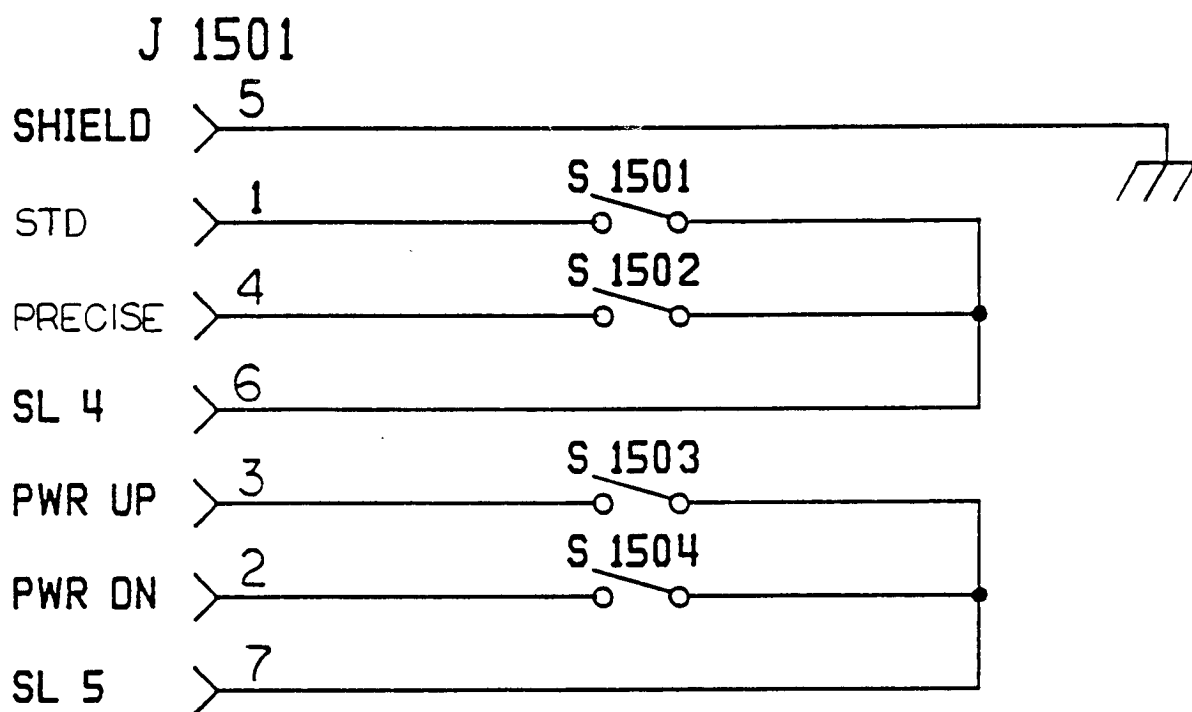 J 1501
SHIELD 5
STD 1 S 1501
PRECISE 4 S 1502
SL 4 6
PWR UP 3 S 1503
PWR DN 2 S 1504
SL 5 7